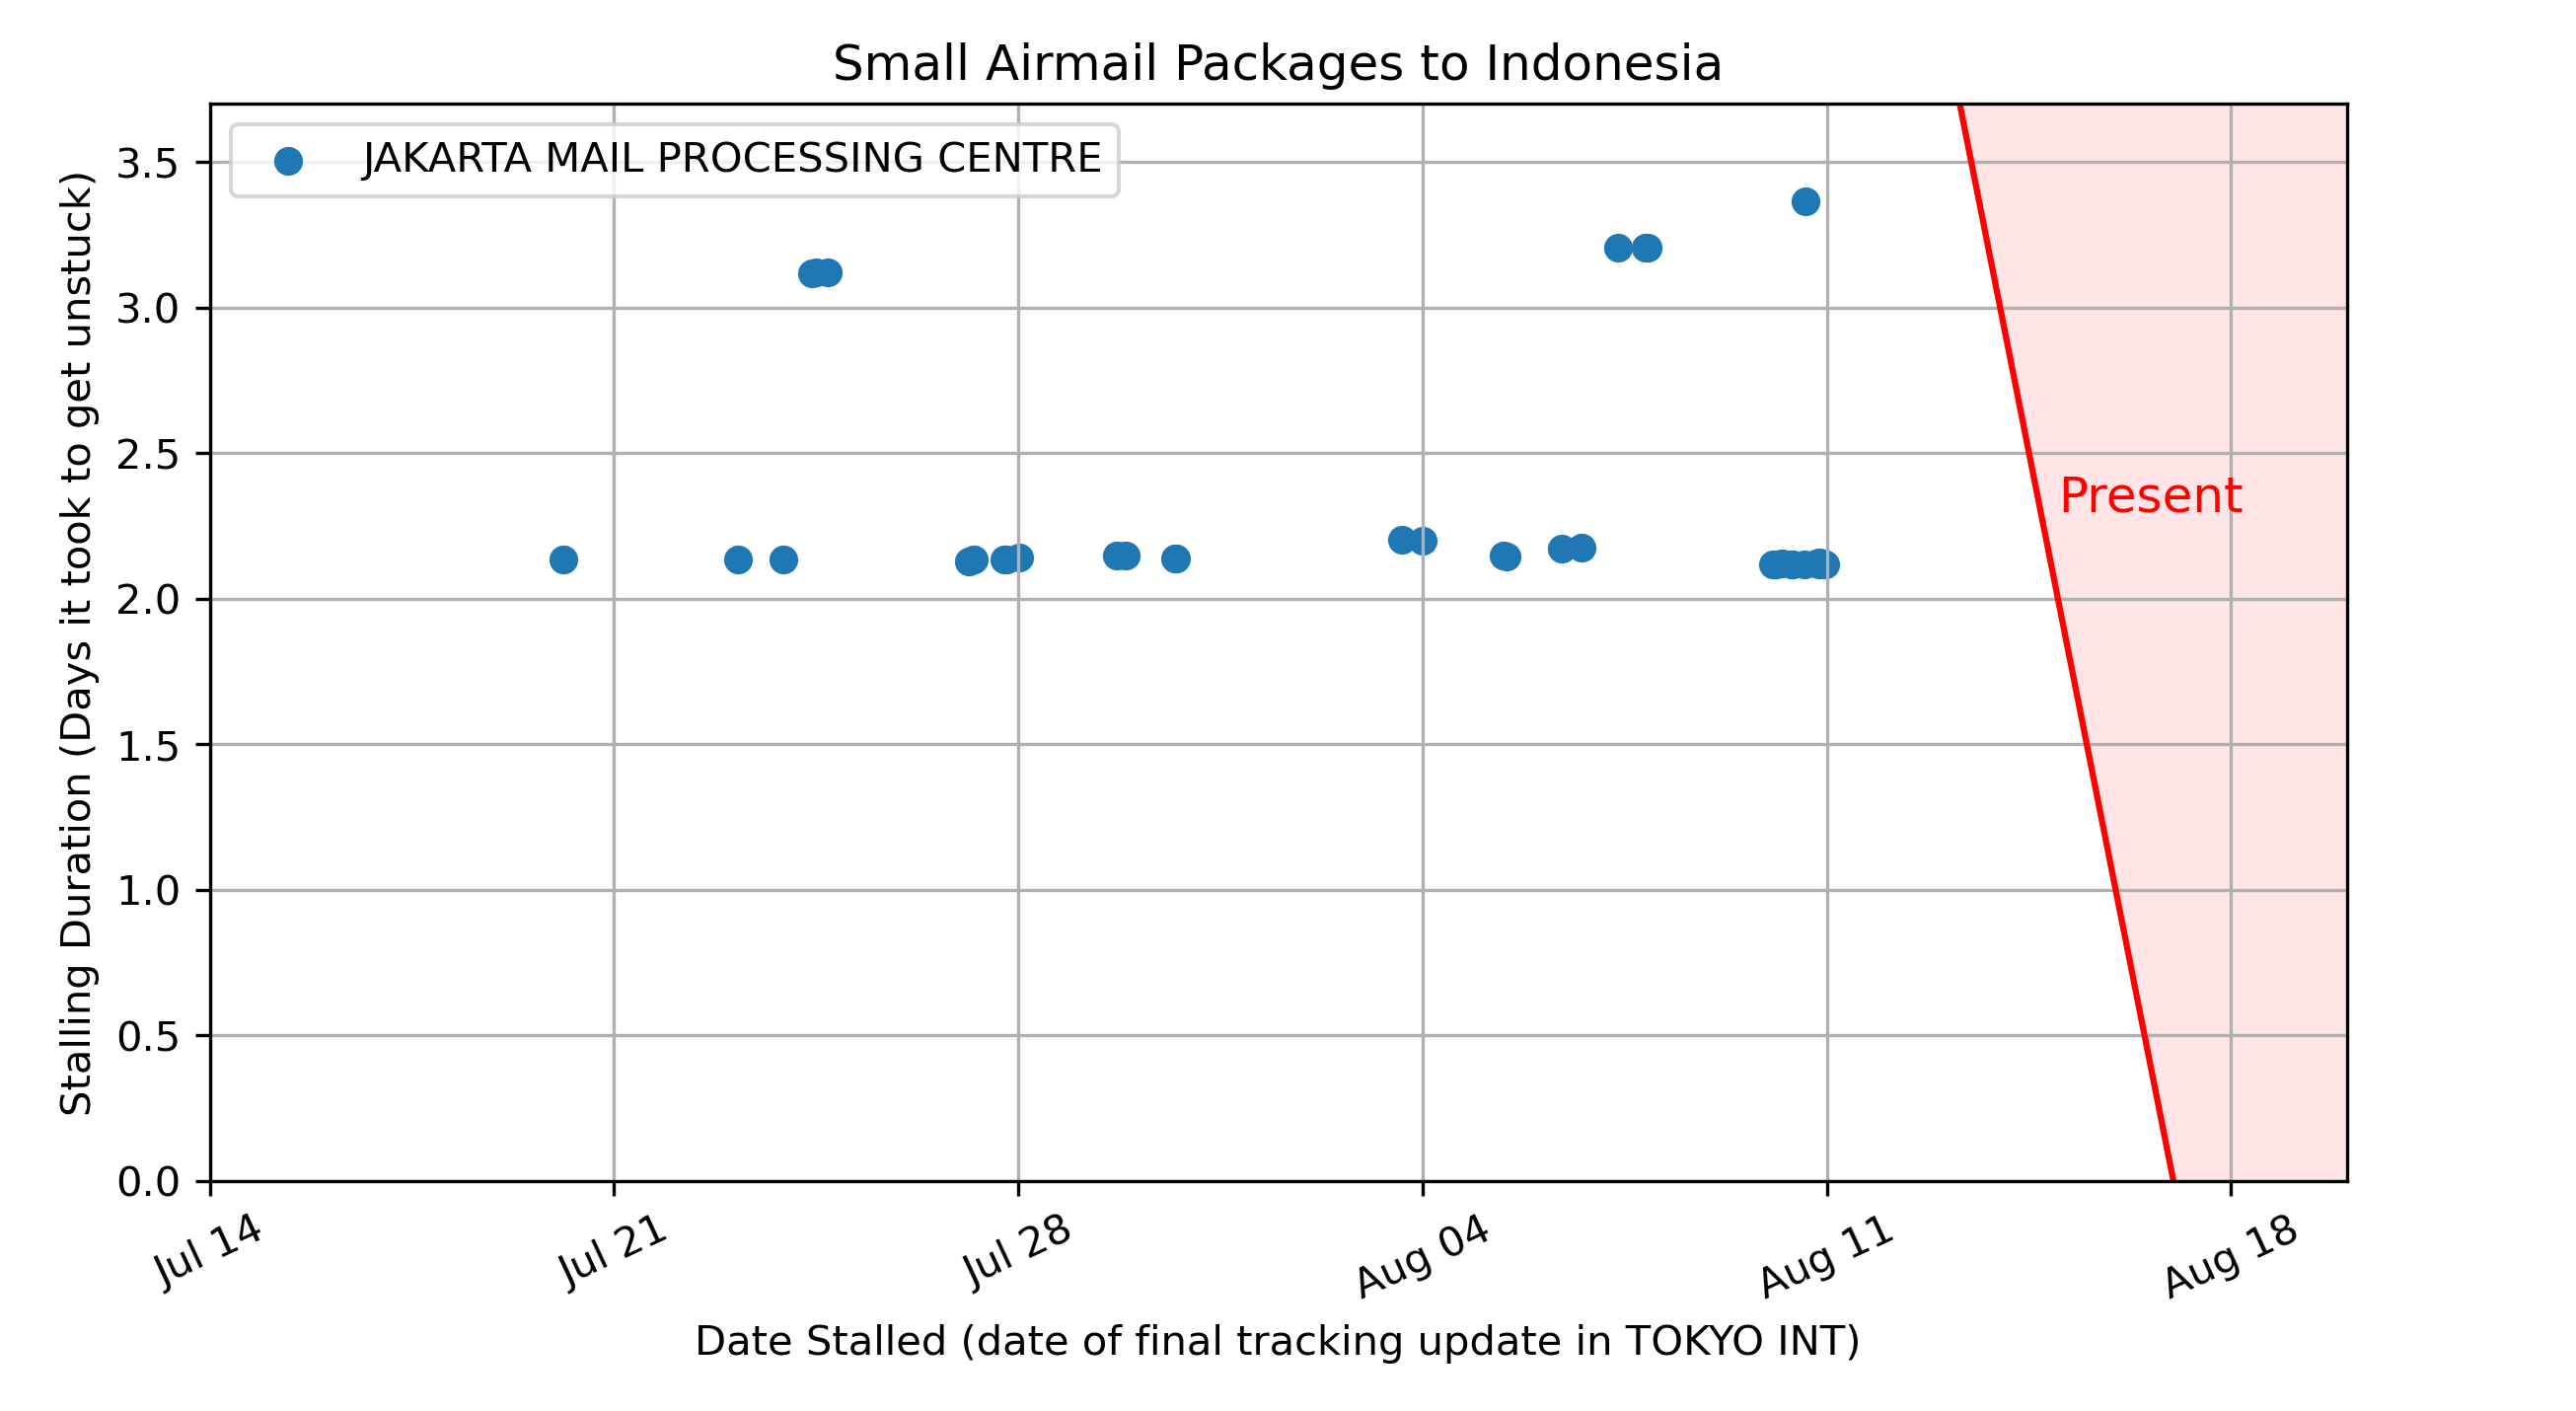 Small Airmail Packages to Indonesia
JAKARTA MAIL PROCESSING CENTRE
Stalling Duration (Days it took to get unstuck)
3.5
3.0
2.5
2.0
1.5
1.0
0.5
0.0
Present
Jul 14
Jul 21
Jul 28
Aug 04
Aug 11
Aug 18
Date Stalled (date of final tracking update in TOKYO INT)